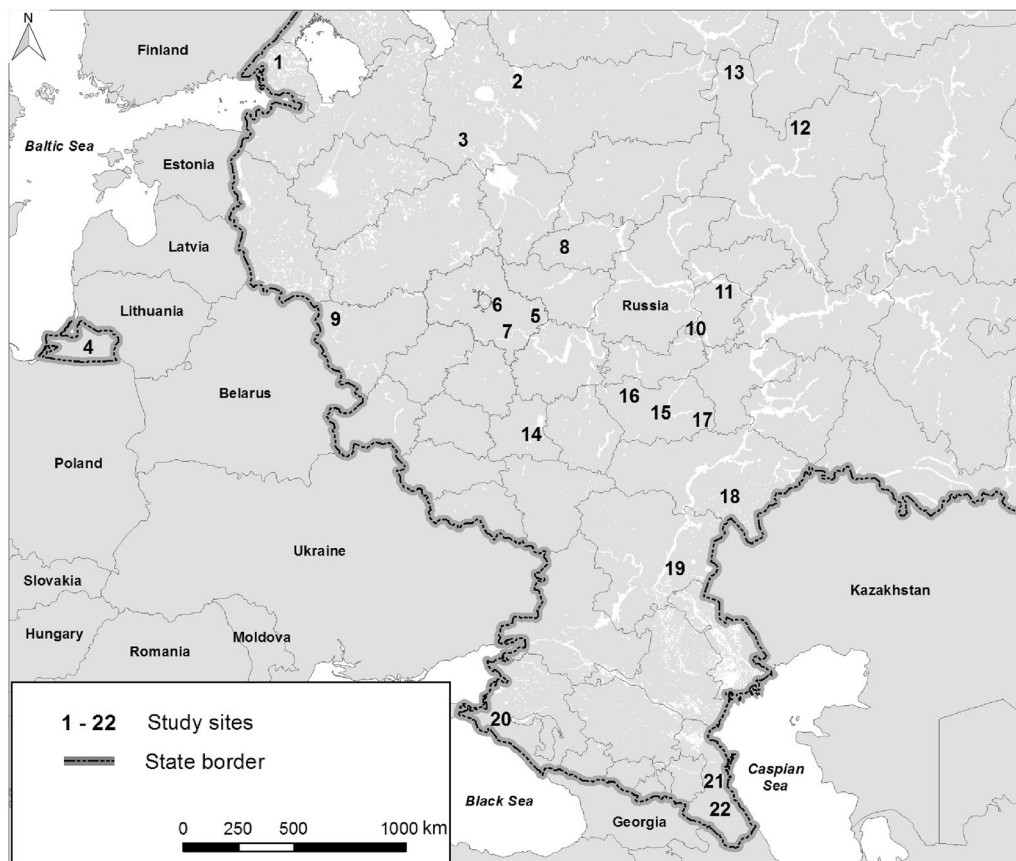 N
Finland
1
2
13
12
3
Baltic Sea
Estonia
Latvia
8
Lithuania
11
6
Russia
5
9
7
10
4
Belarus
16
15
17
14
Poland
18
Ukraine
19
Slovakia
Kazakhstan
Hungary
Moldova
Romania
1 - 22 Study sites
20
State border
21
Caspian
Sea
Black Sea
22
Georgia
0 250 500 1000 km